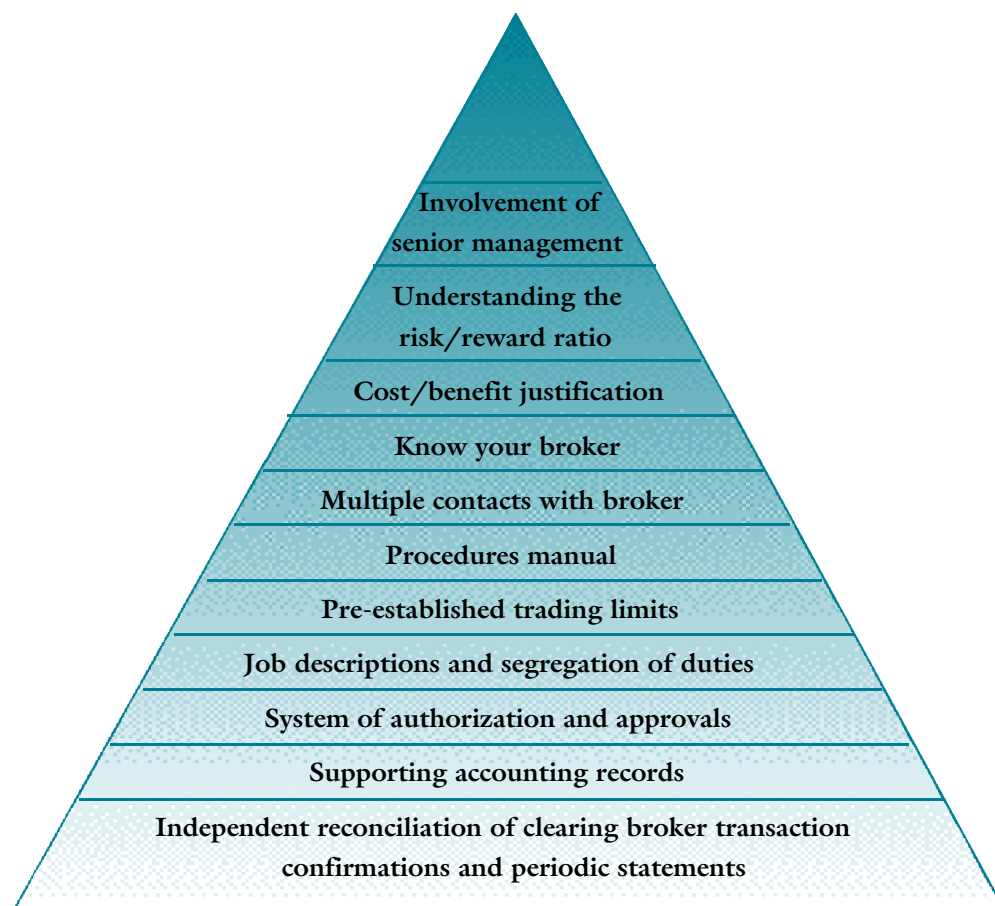 Involvement of
senior management
Understanding the
risk/reward ratio
Cost/benefit justification
Know your broker
Multiple contacts with broker
Procedures manual
Pre-established trading limits
Job descriptions and segregation of duties
System of authorization and approvals
Supporting accounting records
Independent reconciliation of clearing broker transaction
confirmations and periodic statements